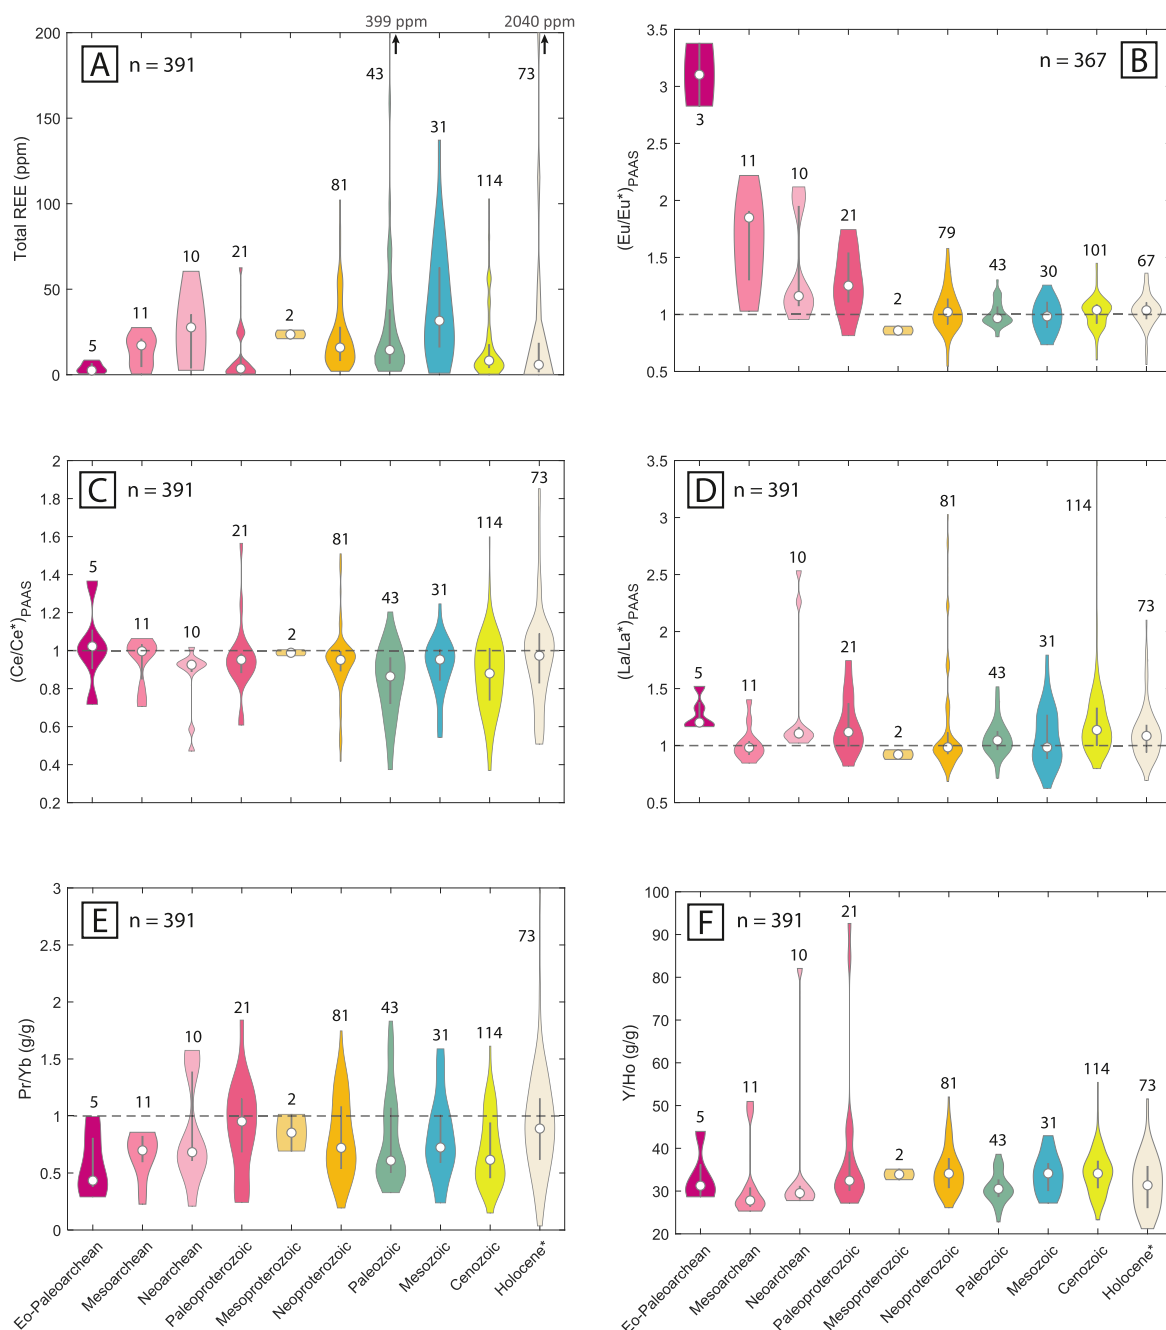 399 ppm
2040 ppm
A
n = 391
Total REE (ppm)
200
150
100
50
0
5
11
10
21
2
81
43
31
114
73
B
n = 367
(Eu/Eu*)PAAS
3.5
3
2.5
2
1.5
1
0.5
3
11
10
21
2
79
43
30
101
67
C
n = 391
(Ce/Ce*)PAAS
2
1.8
1.6
1.4
1.2
1
0.8
0.6
0.4
0.2
5
11
10
21
2
81
43
31
114
73
D
n = 391
(La/La*)PAAS
3.5
3
2.5
2
1.5
1
0.5
5
11
10
21
2
81
43
31
114
73
E
n = 391
Pr/Yb (g/g)
3
2.5
2
1.5
1
0.5
0
5
11
10
21
2
81
43
31
114
73
Eo-Paleoarchean
Mesoarchean
Neoarchean
Paleoproterozoic
Mesoproterozoic
Neoproterozoic
Paleozoic
Mesozoic
Cenozoic
Holocene*
F
n = 391
Y/Ho (g/g)
100
90
80
70
60
50
40
30
20
5
11
10
21
2
81
43
31
114
73
Eo-Paleoarchean
Mesoarchean
Neoarchean
Paleoproterozoic
Mesoproterozoic
Neoproterozoic
Paleozoic
Mesozoic
Cenozoic
Holocene*